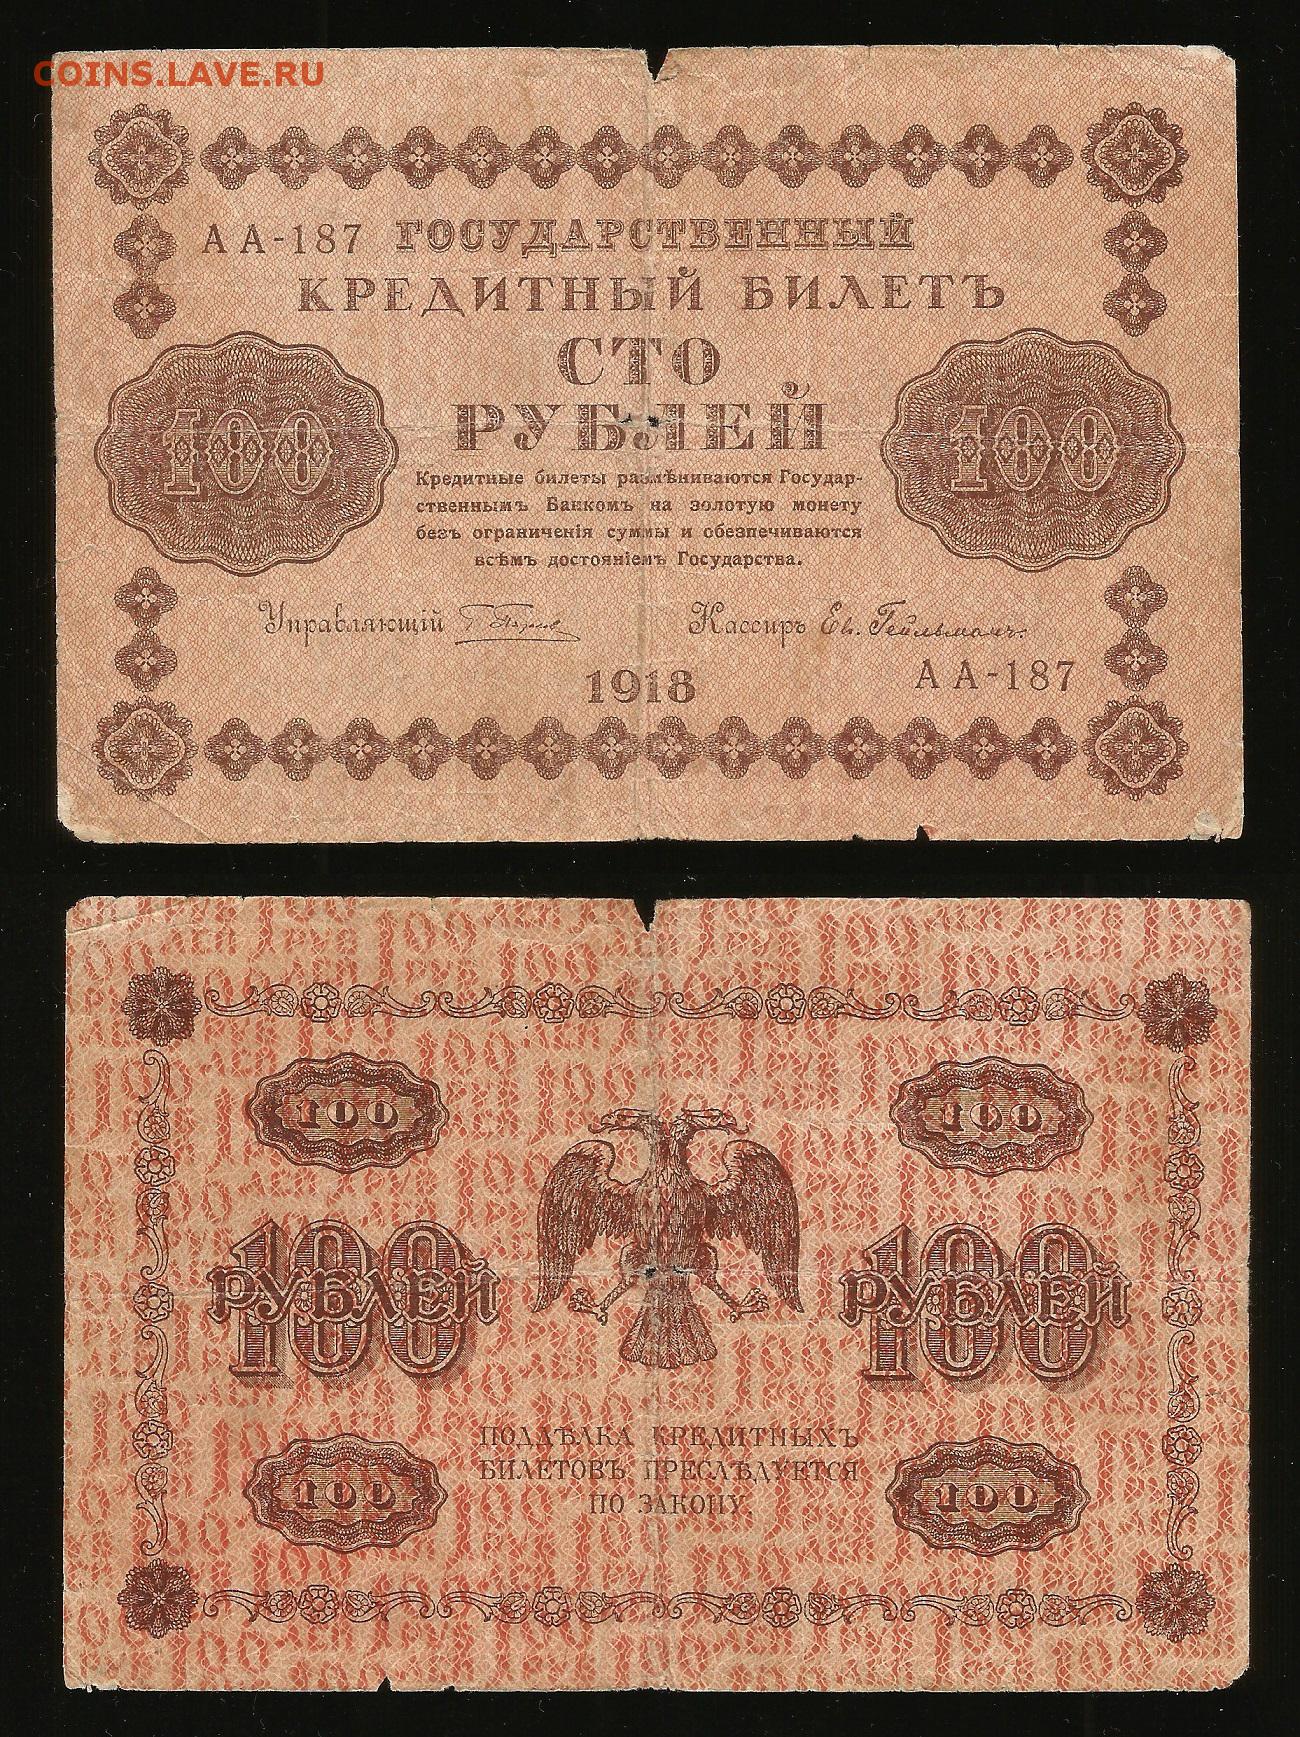 COINS.LAVE.RU
АА-187 ГОСУДАРСТВЕННЫЙ
КРЕДИТНЫЙ БИЛЕТЪ
СТО
РУБЛЕЙ
100
100
Кредитные билеты размѣниваются Государ-
ственнымъ Банкомъ на золотую монету
безъ ограниченія суммы и обезпечиваются
всѣмъ достояніемъ Государства.
Управляющій
Кассиръ Ев. Гейльманъ
1918
АА-187
100
100
100 РУБЛЕЙ
100 РУБЛЕЙ
ПОДДѢЛКА КРЕДИТНЫХЪ
БИЛЕТОВЪ ПРЕСЛѢДУЕТСЯ
ПО ЗАКОНУ.
100
100